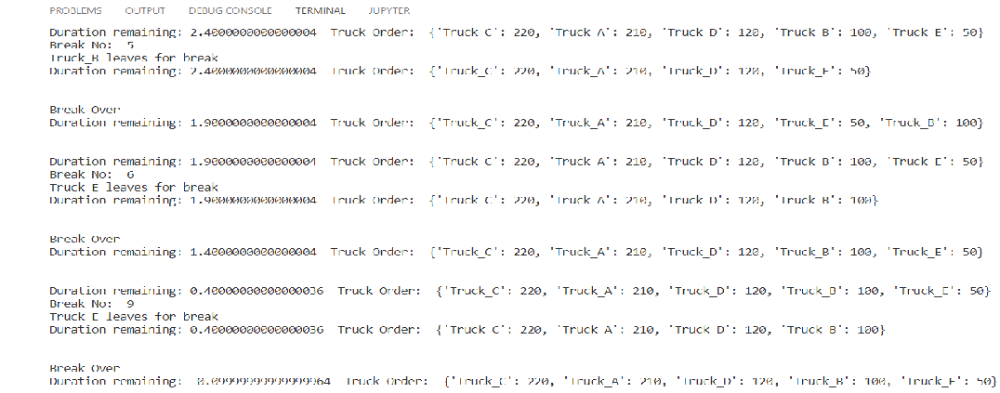 PROBLEMS OUTPUT DEBUG CONSOLE TERMINAL JUPYTER
Duration remaining: 2.4000000000000004 Truck Order: {'Truck_C': 220, 'Truck_A': 210, 'Truck_D': 120, 'Truck_B': 100, 'Truck_E': 50}
Break No: 5
Truck_B leaves for break
Duration remaining: 2.4000000000000004 Truck Order: {'Truck_C': 220, 'Truck_A': 210, 'Truck_D': 120, 'Truck_E': 50}
Break Over
Duration remaining: 1.9000000000000004 Truck Order: {'Truck_C': 220, 'Truck_A': 210, 'Truck_D': 120, 'Truck_E': 50, 'Truck_B': 100}
Duration remaining: 1.9000000000000004 Truck Order: {'Truck_C': 220, 'Truck_A': 210, 'Truck_D': 120, 'Truck_B': 100, 'Truck_E': 50}
Break No: 6
Truck_E leaves for break
Duration remaining: 1.9000000000000004 Truck Order: {'Truck_C': 220, 'Truck_A': 210, 'Truck_D': 120, 'Truck_B': 100}
Break Over
Duration remaining: 1.4000000000000004 Truck Order: {'Truck_C': 220, 'Truck_A': 210, 'Truck_D': 120, 'Truck_B': 100, 'Truck_E': 50}
Duration remaining: 0.40000000000000036 Truck Order: {'Truck_C': 220, 'Truck_A': 210, 'Truck_D': 120, 'Truck_B': 100, 'Truck_E': 50}
Break No: 9
Truck_E leaves for break
Duration remaining: 0.40000000000000036 Truck Order: {'Truck_C': 220, 'Truck_A': 210, 'Truck_D': 120, 'Truck_B': 100}
Break Over
Duration remaining: -0.09999999999999964 Truck Order: {'Truck_C': 220, 'Truck_A': 210, 'Truck_D': 120, 'Truck_B': 100, 'Truck_E': 50}